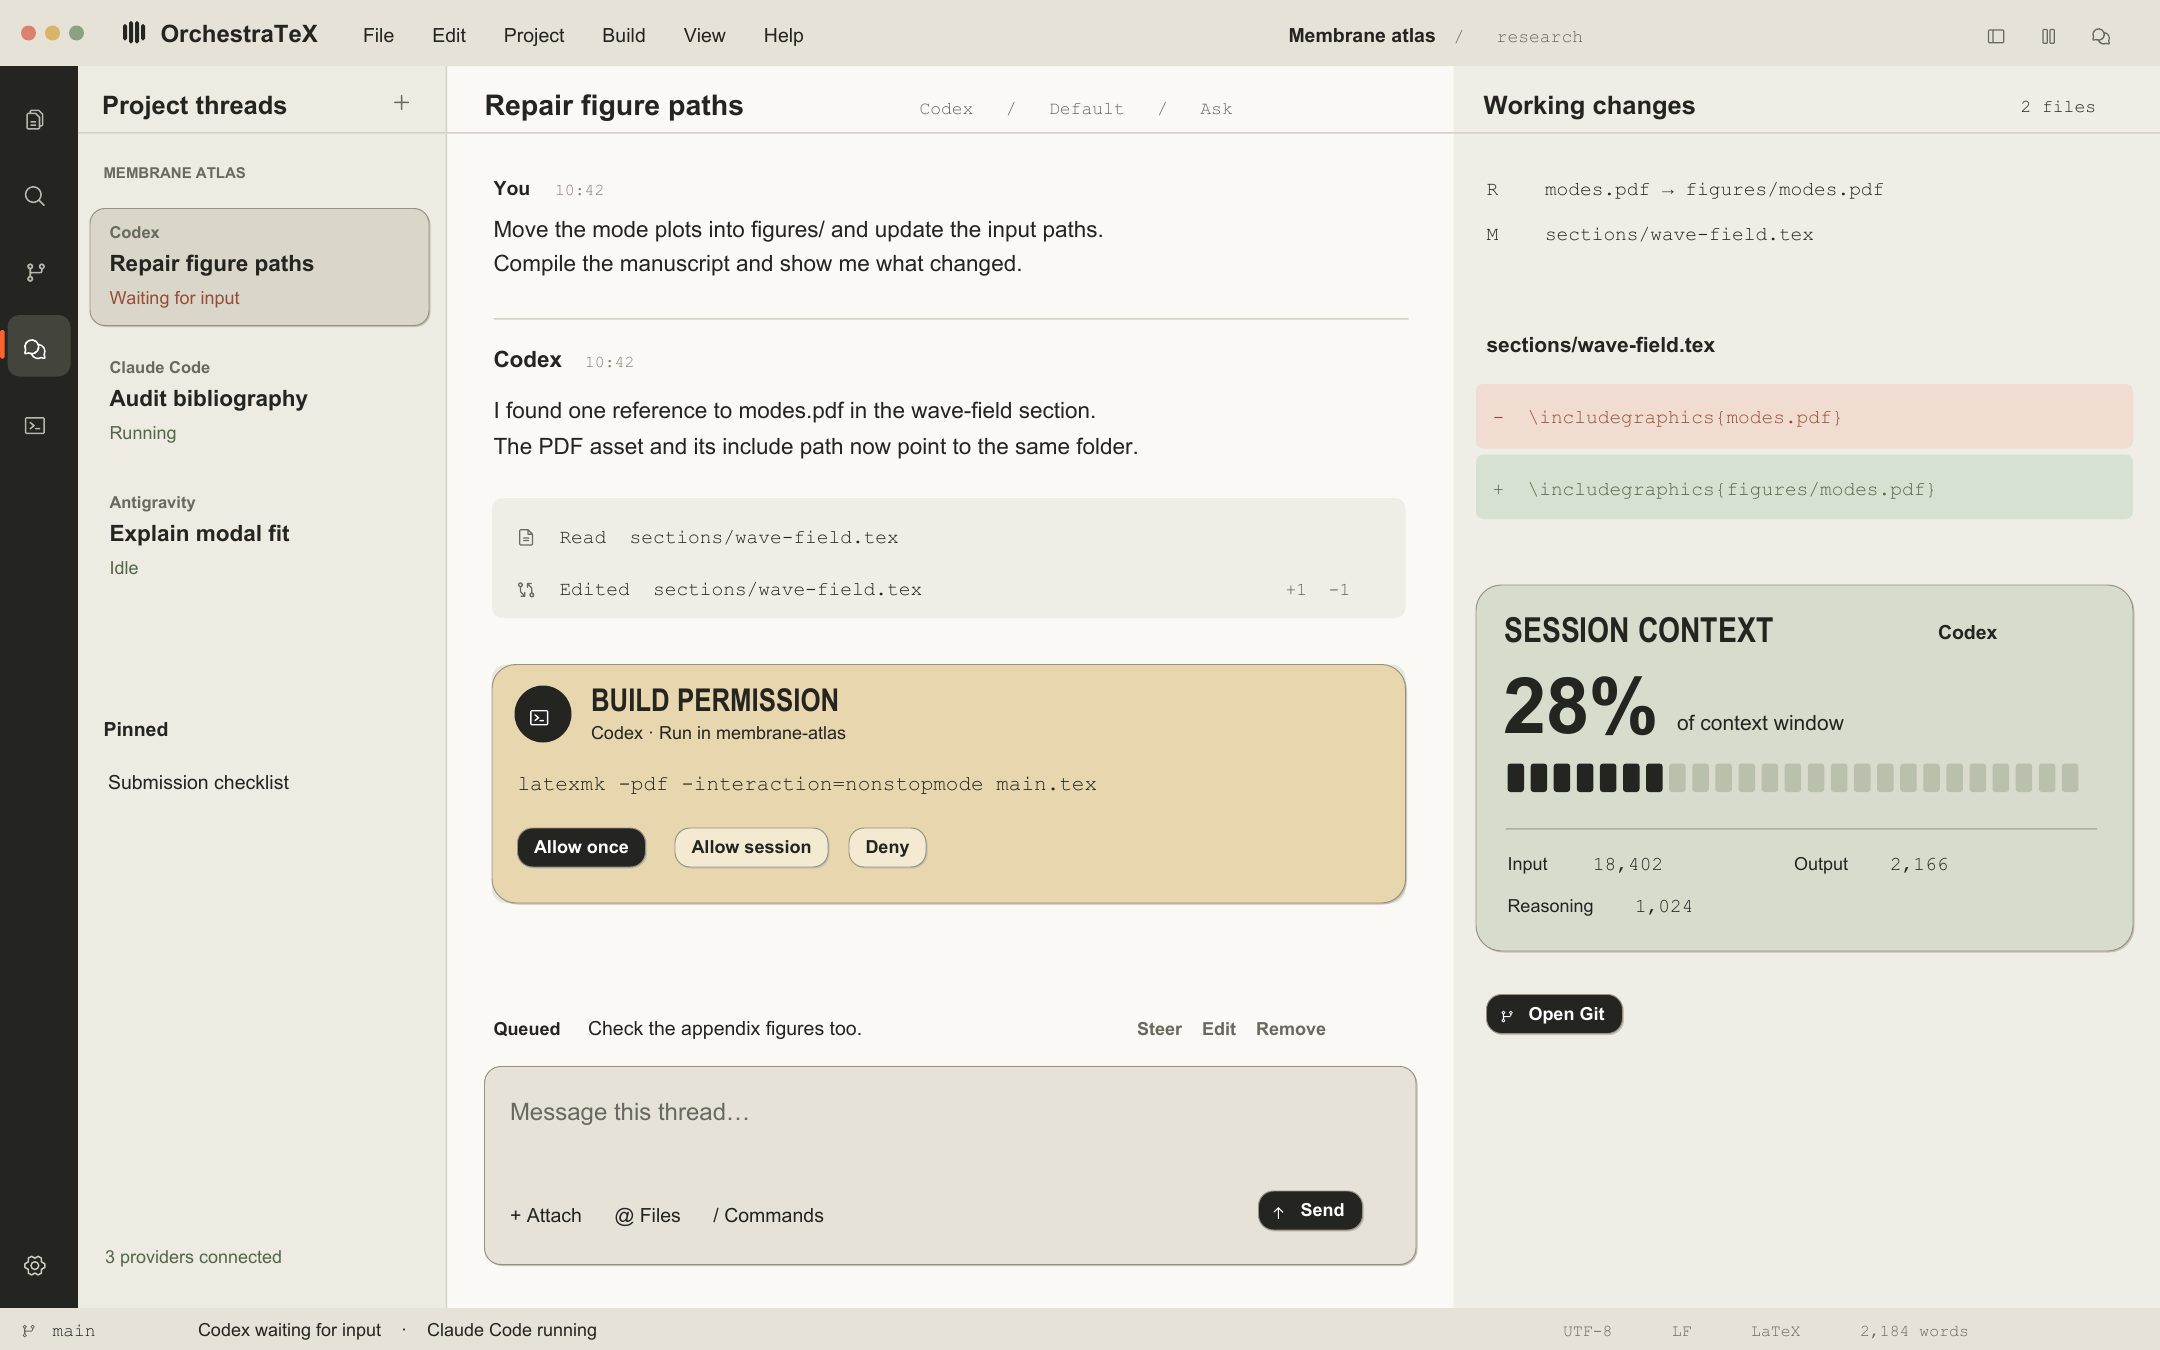 OrchestraTeX File Edit Project Build View Help Membrane atlas / research
Project threads +
MEMBRANE ATLAS
Codex
Repair figure paths
Waiting for input
Claude Code
Audit bibliography
Running
Antigravity
Explain modal fit
Idle
Pinned
Submission checklist
3 providers connected
Repair figure paths Codex / Default / Ask
You 10:42
Move the mode plots into figures/ and update the input paths.
Compile the manuscript and show me what changed.
Codex 10:42
I found one reference to modes.pdf in the wave-field section.
The PDF asset and its include path now point to the same folder.
Read sections/wave-field.tex
Edited sections/wave-field.tex +1 -1
BUILD PERMISSION
Codex · Run in membrane-atlas
latexmk -pdf -interaction=nonstopmode main.tex
Allow once Allow session Deny
Queued Check the appendix figures too. Steer Edit Remove
Message this thread…
+ Attach @ Files / Commands Send
Working changes 2 files
R modes.pdf → figures/modes.pdf
M sections/wave-field.tex
sections/wave-field.tex
- \includegraphics{modes.pdf}
+ \includegraphics{figures/modes.pdf}
SESSION CONTEXT Codex
28% of context window
Input 18,402 Output 2,166
Reasoning 1,024
Open Git
main Codex waiting for input · Claude Code running UTF-8 LF LaTeX 2,184 words